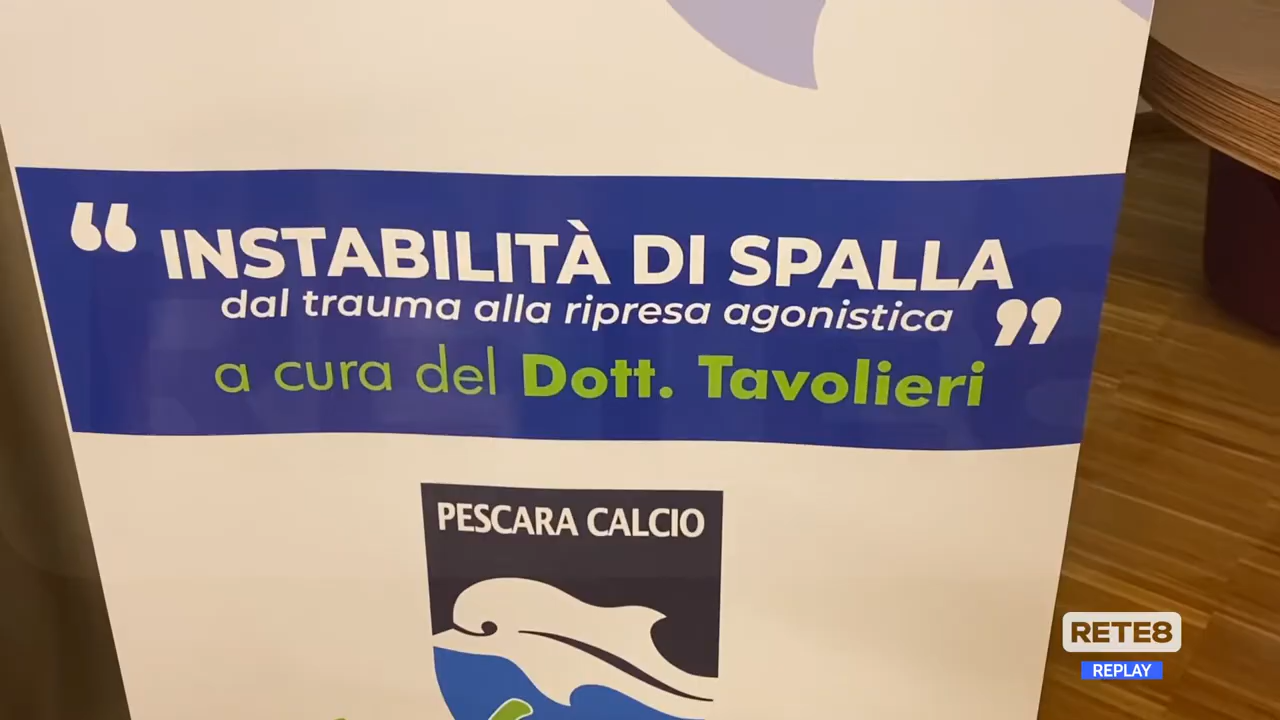 “ INSTABILITÀ DI SPALLA
dal trauma alla ripresa agonistica ”
a cura del Dott. Tavolieri
PESCARA CALCIO
RETE8
REPLAY